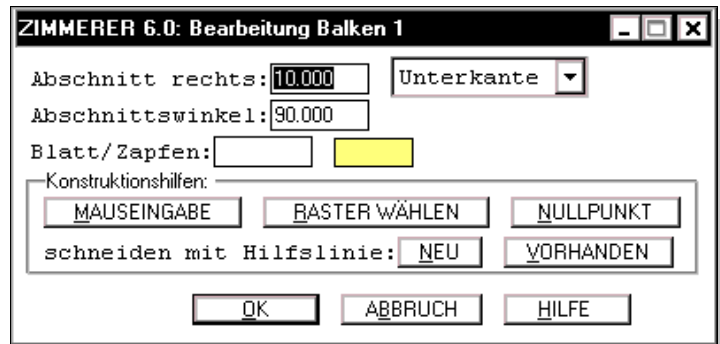 ZIMMERER 6.0: Bearbeitung Balken 1
Abschnitt rechts: 10.000 Unterkante
Abschnittswinkel: 90.000
Blatt/Zapfen:
Konstruktionshilfen:
MAUSEINGABE RASTER WÄHLEN NULLPUNKT
schneiden mit Hilfslinie: NEU VORHANDEN
OK ABBRUCH HILFE